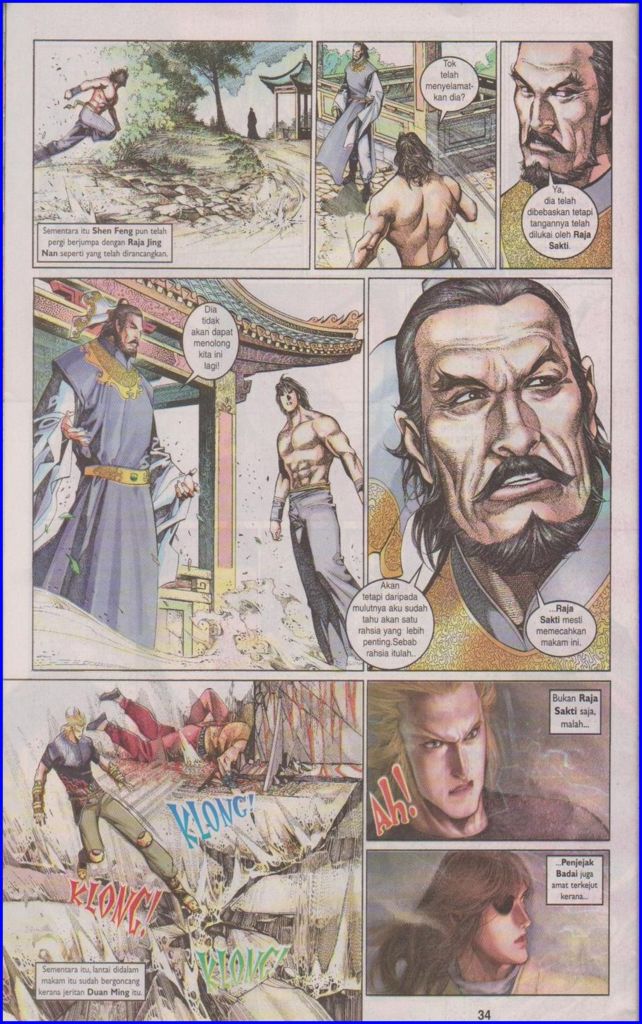 Sementara itu Shen Feng pun telah
pergi berjumpa dengan Raja Jing
Nan seperti yang telah dirancangkan.
Tok
telah
menyelamat-
kan dia?
Ya,
dia telah
dibebaskan tetapi
tangannya telah
dilukai oleh Raja
Sakti.
Dia
tidak
akan dapat
menolong
kita ini
lagi!
Akan
tetapi daripada
mulutnya aku sudah
tahu akan satu
rahsia yang lebih
penting.Sebab
rahsia itulah..
...Raja
Sakti mesti
memecahkan
makam ini.
KLONG!
KLONG!
KLONG!
Sementara itu, lantai didalam
makam itu sudah bergoncang
kerana jeritan Duan Ming itu.
Bukan Raja
Sakti saja,
malah...
Ah!
...Penjejak
Badai juga
amat terkejut
kerana...
34